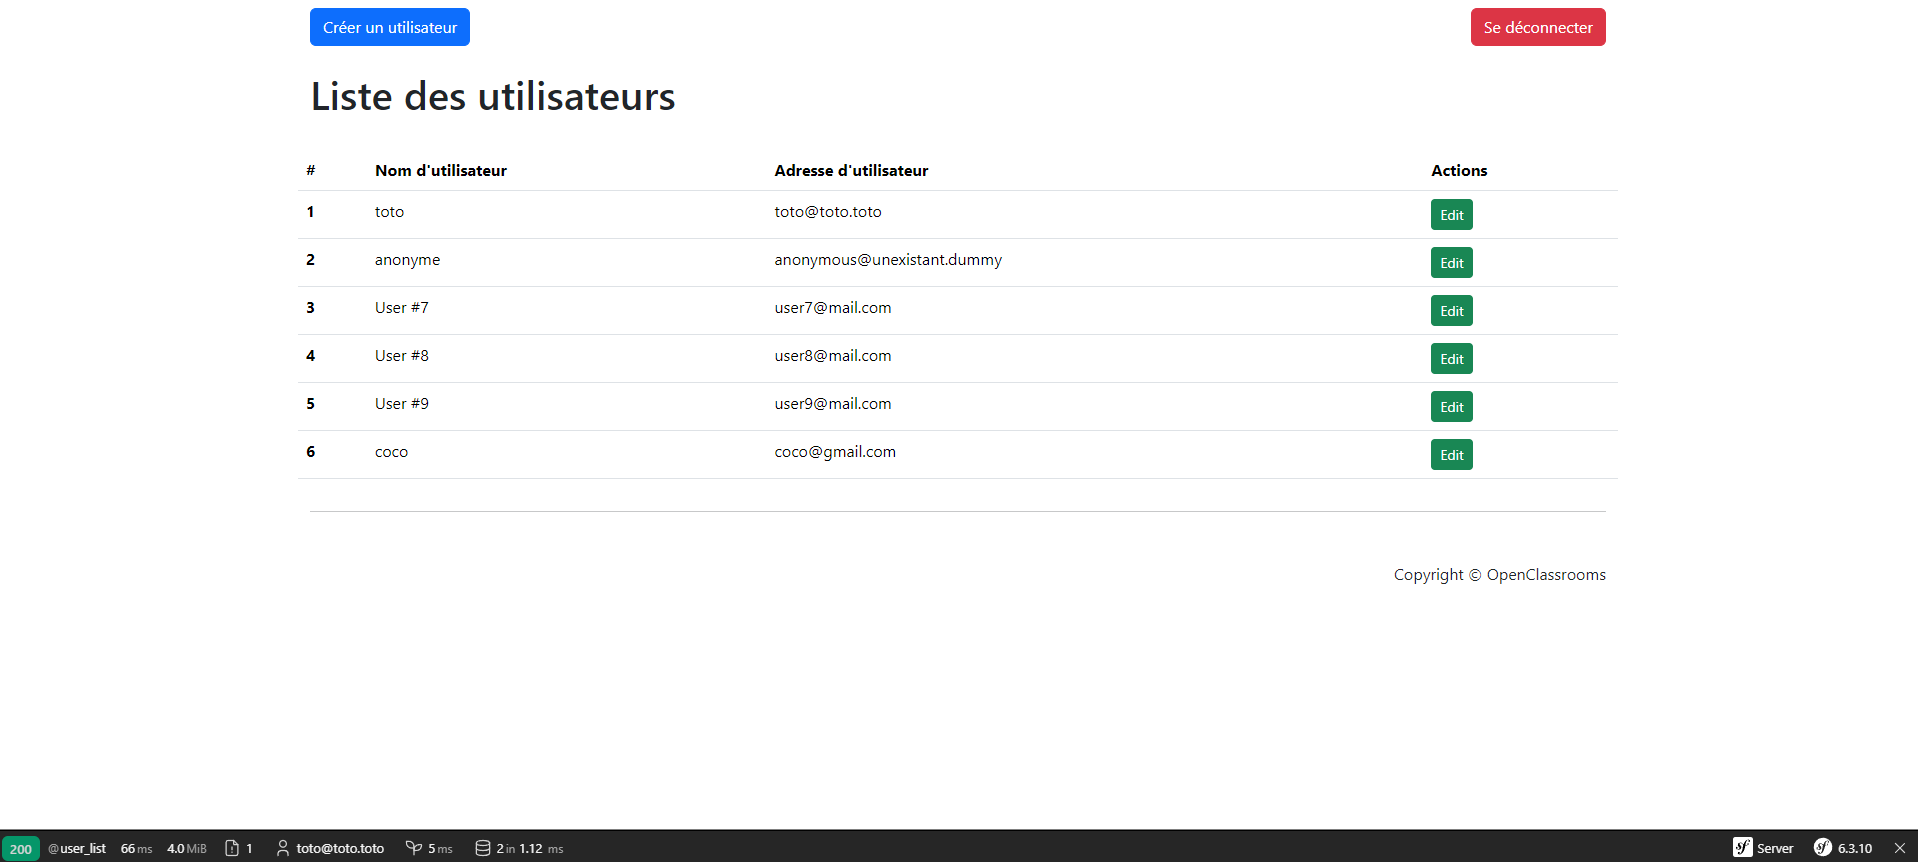 Créer un utilisateur Se déconnecter
Liste des utilisateurs
# Nom d'utilisateur Adresse d'utilisateur Actions
1 toto toto@toto.toto Edit
2 anonyme anonymous@unexistant.dummy Edit
3 User #7 user7@mail.com Edit
4 User #8 user8@mail.com Edit
5 User #9 user9@mail.com Edit
6 coco coco@gmail.com Edit
Copyright © OpenClassrooms
200 @user_list 66 ms 4.0 MiB 1 toto@toto.toto 5 ms 2 in 1.12 ms sf Server sf 6.3.10